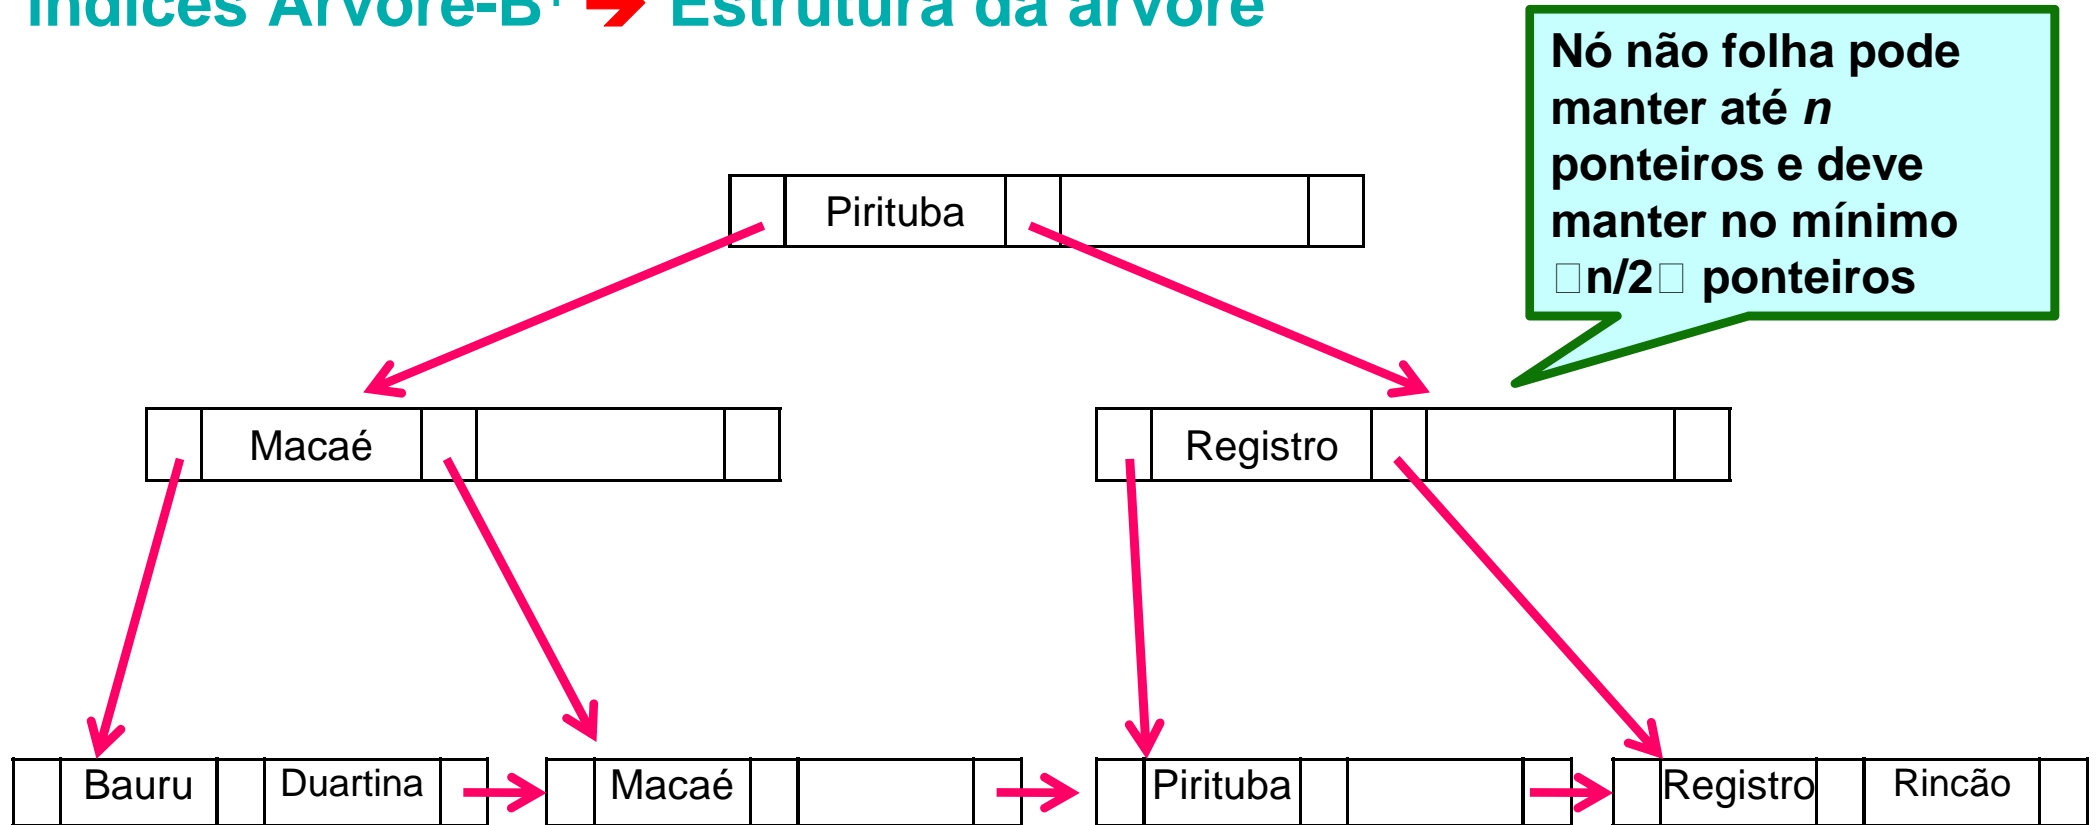 Índices Árvore-B+ ➔ Estrutura da árvore
Nó não folha pode
manter até n
ponteiros e deve
manter no mínimo
□n/2□ ponteiros
Pirituba
Macaé
Registro
Bauru
Duartina
Macaé
Pirituba
Registro
Rincão